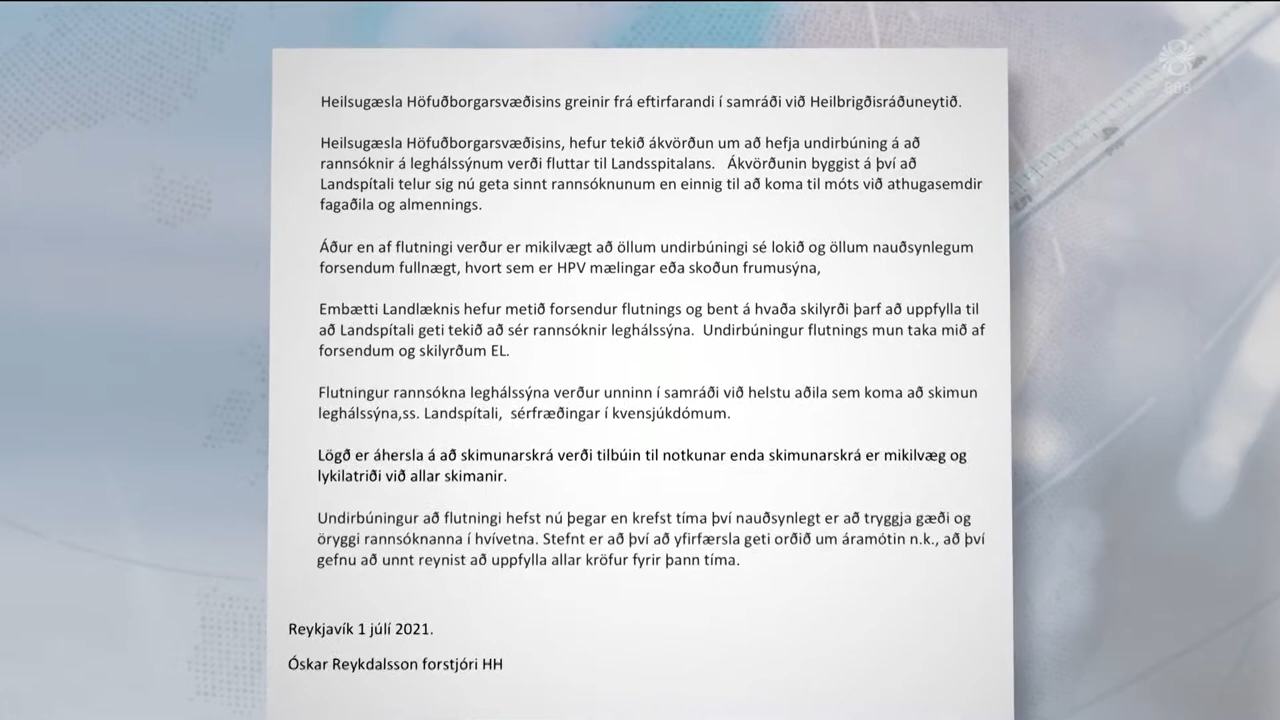 888
Heilsugæsla Höfuðborgarsvæðisins greinir frá eftirfarandi í samráði við Heilbrigðisráðuneytið.
Heilsugæsla Höfuðborgarsvæðisins, hefur tekið ákvörðun um að hefja undirbúning á að
rannsóknir á leghálssýnum verði fluttar til Landsspitalans. Ákvörðunin byggist á því að
Landspítali telur sig nú geta sinnt rannsóknunum en einnig til að koma til móts við athugasemdir
fagaðila og almennings.
Áður en af flutningi verður er mikilvægt að öllum undirbúningi sé lokið og öllum nauðsynlegum
forsendum fullnægt, hvort sem er HPV mælingar eða skoðun frumusýna,
Embætti Landlæknis hefur metið forsendur flutnings og bent á hvaða skilyrði þarf að uppfylla til
að Landspítali geti tekið að sér rannsóknir leghálssýna. Undirbúningur flutnings mun taka mið af
forsendum og skilyrðum EL.
Flutningur rannsókna leghálssýna verður unninn í samráði við helstu aðila sem koma að skimun
leghálssýna,ss. Landspítali, sérfræðingar í kvensjúkdómum.
Lögð er áhersla á að skimunarskrá verði tilbúin til notkunar enda skimunarskrá er mikilvæg og
lykilatriði við allar skimanir.
Undirbúningur að flutningi hefst nú þegar en krefst tíma því nauðsynlegt er að tryggja gæði og
öryggi rannsóknanna í hvívetna. Stefnt er að því að yfirfærsla geti orðið um áramótin n.k., að því
gefnu að unnt reynist að uppfylla allar kröfur fyrir þann tíma.
Reykjavík 1 júlí 2021.
Óskar Reykdalsson forstjóri HH